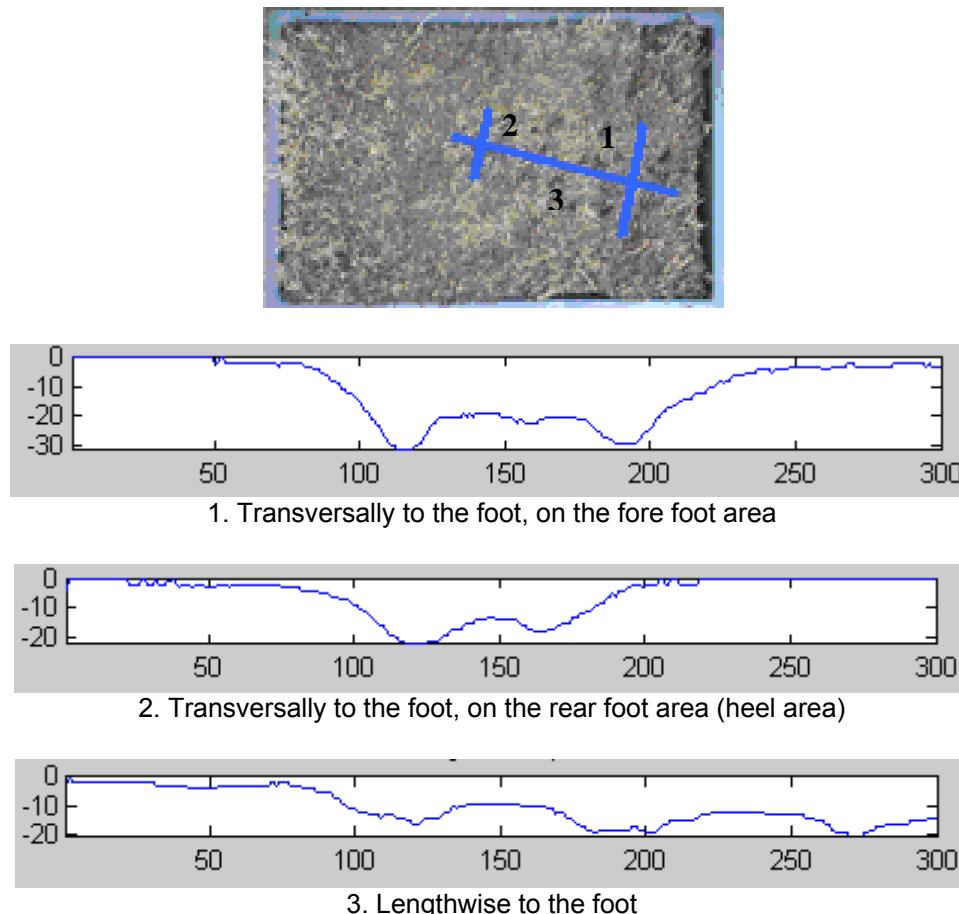 2
1
3
0
-10
-20
-30
50 100 150 200 250 300
1. Transversally to the foot, on the fore foot area
0
-10
-20
50 100 150 200 250 300
2. Transversally to the foot, on the rear foot area (heel area)
0
-10
-20
50 100 150 200 250 300
3. Lengthwise to the foot